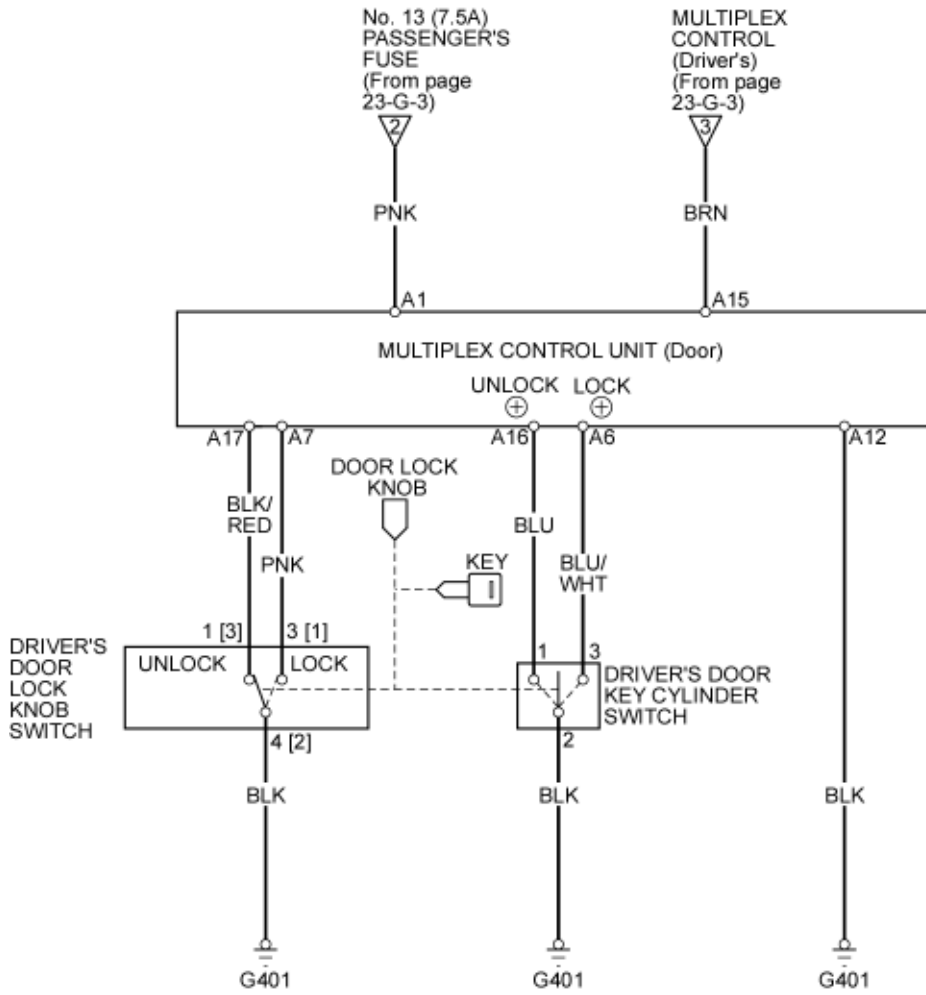 No. 13 (7.5A)
PASSENGER'S
FUSE
(From page
23-G-3)
2
MULTIPLEX
CONTROL
(Driver's)
(From page
23-G-3)
3
PNK
BRN
A1
A15
MULTIPLEX CONTROL UNIT (Door)
UNLOCK
LOCK
A17
A7
A16
A6
A12
DOOR LOCK
KNOB
BLK/
RED
PNK
KEY
BLU
BLU/
WHT
1 [3]
3 [1]
DRIVER'S
DOOR
LOCK
KNOB
SWITCH
UNLOCK
LOCK
4 [2]
1
3
DRIVER'S DOOR
KEY CYLINDER
SWITCH
2
BLK
BLK
BLK
G401
G401
G401